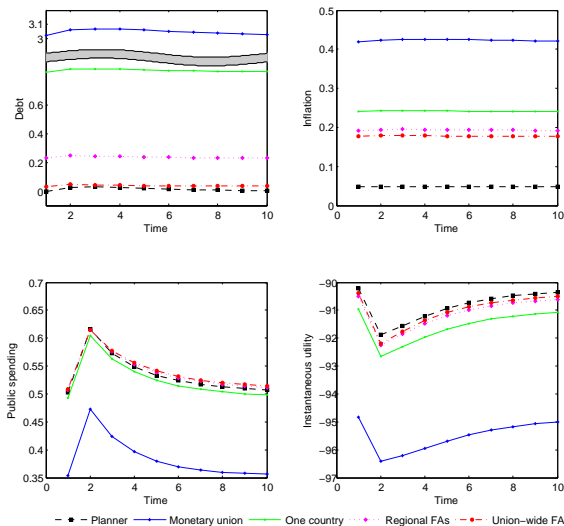 3.1
3
0.6
0.4
0.2
0
Debt
2 4 6 8 10
Time
0.5
0.4
0.3
0.2
0.1
0
Inflation
0 2 4 6 8 10
Time
0.7
0.65
0.6
0.55
0.5
0.45
0.4
0.35
Public spending
0 2 4 6 8 10
Time
−90
−91
−92
−93
−94
−95
−96
−97
Instantaneous utility
0 2 4 6 8 10
Time
Planner Monetary union One country Regional FAs Union−wide FA